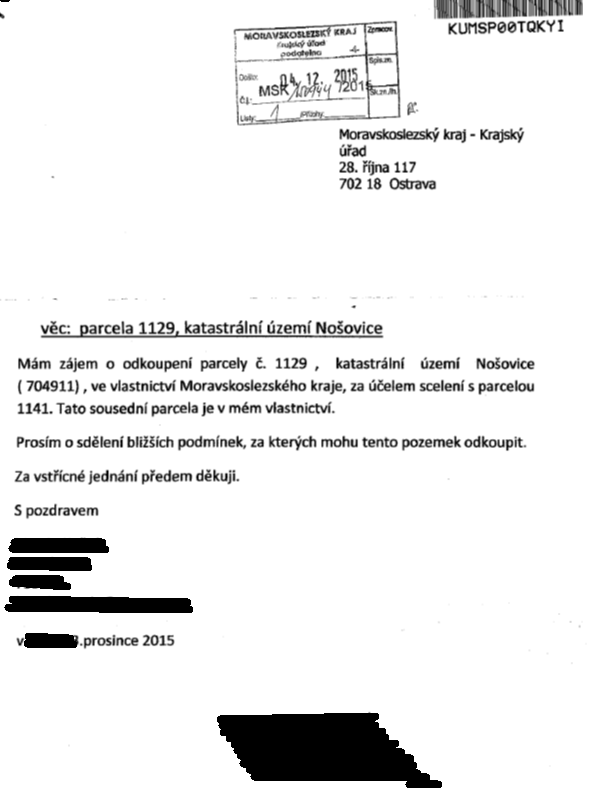 KUMSP00TQKYI
MORAVSKOSLEZSKÝ KRAJ
Krajský úřad
podatelna
Zpracov.
Spis.zn.
Došlo: 04. 12. 2015
Č.j.: MSK /2015
Sk.zn./lh.
Listy: 1 Přílohy:
Moravskoslezský kraj - Krajský
úřad
28. října 117
702 18 Ostrava
věc: parcela 1129, katastrální území Nošovice
Mám zájem o odkoupení parcely č. 1129 , katastrální území Nošovice
( 704911) , ve vlastnictví Moravskoslezského kraje, za účelem scelení s parcelou
1141. Tato sousední parcela je v mém vlastnictví.
Prosím o sdělení bližších podmínek, za kterých mohu tento pozemek odkoupit.
Za vstřícné jednání předem děkuji.
S pozdravem
v .prosince 2015